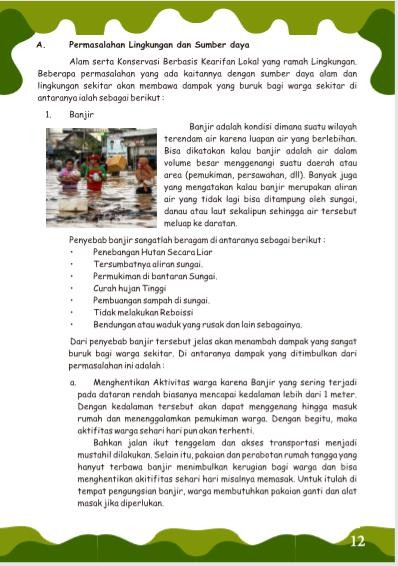 A. Permasalahan Lingkungan dan Sumber daya
Alam serta Konservasi Berbasis Kearifan Lokal yang ramah Lingkungan.
Beberapa permasalahan yang ada kaitannya dengan sumber daya alam dan
lingkungan sekitar akan membawa dampak yang buruk bagi warga sekitar di
antaranya ialah sebagai berikut :
1. Banjir
Banjir adalah kondisi dimana suatu wilayah
terendam air karena luapan air yang berlebihan.
Bisa dikatakan kalau banjir adalah air dalam
volume besar menggenangi suatu daerah atau
area (pemukiman, persawahan, dll). Banyak juga
yang mengatakan kalau banjir merupakan aliran
air yang tidak lagi bisa ditampung oleh sungai,
danau atau laut sekalipun sehingga air tersebut
meluap ke daratan.
Penyebab banjir sangatlah beragam di antaranya sebagai berikut :
• Penebangan Hutan Secara Liar
• Tersumbatnya aliran sungai.
• Permukiman di bantaran Sungai.
• Curah hujan Tinggi
• Pembuangan sampah di sungai.
• Tidak melakukan Reboissi
• Bendungan atau waduk yang rusak dan lain sebagainya.
Dari penyebab banjir tersebut jelas akan menambah dampak yang sangat
buruk bagi warga sekitar. Di antaranya dampak yang ditimbulkan dari
permasalahan ini adalah :
a. Menghentikan Aktivitas warga karena Banjir yang sering terjadi
pada dataran rendah biasanya mencapai kedalaman lebih dari 1 meter.
Dengan kedalaman tersebut akan dapat menggenang hingga masuk
rumah dan menenggalamkan pemukiman warga. Dengan begitu, maka
aktifitas warga sehari hari pun akan terhenti.
Bahkan jalan ikut tenggelam dan akses transportasi menjadi
mustahil dilakukan. Selain itu, pakaian dan perabotan rumah tangga yang
hanyut terbawa banjir menimbulkan kerugian bagi warga dan bisa
menghentikan akitifitas sehari hari misalnya memasak. Untuk itulah di
tempat pengungsian banjir, warga membutuhkan pakaian ganti dan alat
masak jika diperlukan.
12